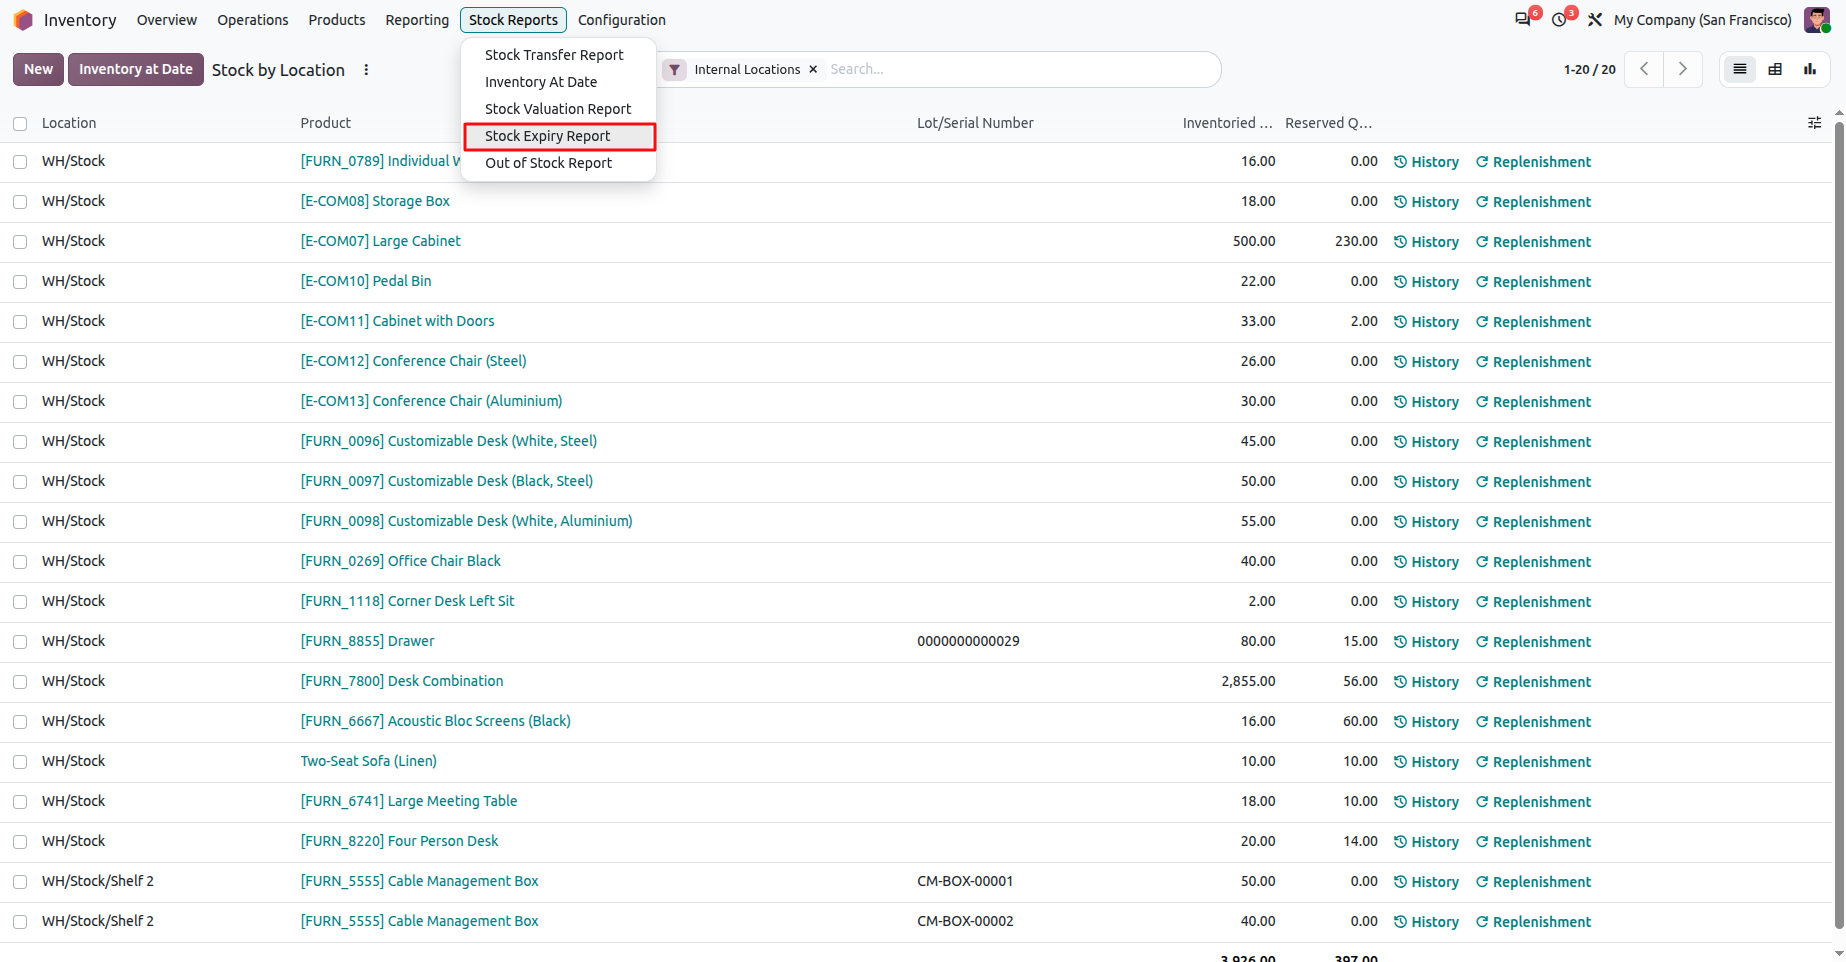 Inventory Overview Operations Products Reporting Stock Reports Configuration 6 3 My Company (San Francisco)
New Inventory at Date Stock by Location Internal Locations × Search... 1-20 / 20
Stock Transfer Report
Inventory At Date
Stock Valuation Report
Stock Expiry Report
Out of Stock Report
Location Product Lot/Serial Number Inventoried ... Reserved Q...
WH/Stock [FURN_0789] Individual W 16.00 0.00 History Replenishment
WH/Stock [E-COM08] Storage Box 18.00 0.00 History Replenishment
WH/Stock [E-COM07] Large Cabinet 500.00 230.00 History Replenishment
WH/Stock [E-COM10] Pedal Bin 22.00 0.00 History Replenishment
WH/Stock [E-COM11] Cabinet with Doors 33.00 2.00 History Replenishment
WH/Stock [E-COM12] Conference Chair (Steel) 26.00 0.00 History Replenishment
WH/Stock [E-COM13] Conference Chair (Aluminium) 30.00 0.00 History Replenishment
WH/Stock [FURN_0096] Customizable Desk (White, Steel) 45.00 0.00 History Replenishment
WH/Stock [FURN_0097] Customizable Desk (Black, Steel) 50.00 0.00 History Replenishment
WH/Stock [FURN_0098] Customizable Desk (White, Aluminium) 55.00 0.00 History Replenishment
WH/Stock [FURN_0269] Office Chair Black 40.00 0.00 History Replenishment
WH/Stock [FURN_1118] Corner Desk Left Sit 2.00 0.00 History Replenishment
WH/Stock [FURN_8855] Drawer 0000000000029 80.00 15.00 History Replenishment
WH/Stock [FURN_7800] Desk Combination 2,855.00 56.00 History Replenishment
WH/Stock [FURN_6667] Acoustic Bloc Screens (Black) 16.00 60.00 History Replenishment
WH/Stock Two-Seat Sofa (Linen) 10.00 10.00 History Replenishment
WH/Stock [FURN_6741] Large Meeting Table 18.00 10.00 History Replenishment
WH/Stock [FURN_8220] Four Person Desk 20.00 14.00 History Replenishment
WH/Stock/Shelf 2 [FURN_5555] Cable Management Box CM-BOX-00001 50.00 0.00 History Replenishment
WH/Stock/Shelf 2 [FURN_5555] Cable Management Box CM-BOX-00002 40.00 0.00 History Replenishment
3,926.00 397.00